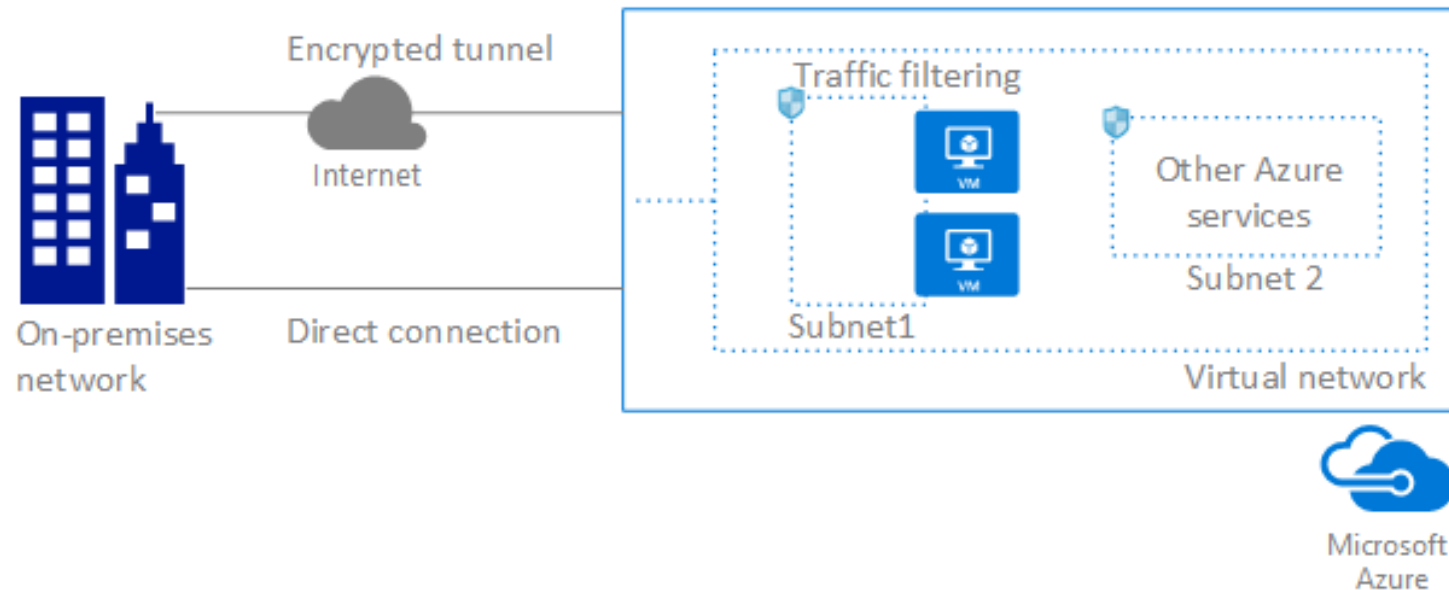 Encrypted tunnel
Internet
On-premises
network
Direct connection
Traffic filtering
VM
VM
Subnet1
Other Azure
services
Subnet 2
Virtual network
Microsoft
Azure